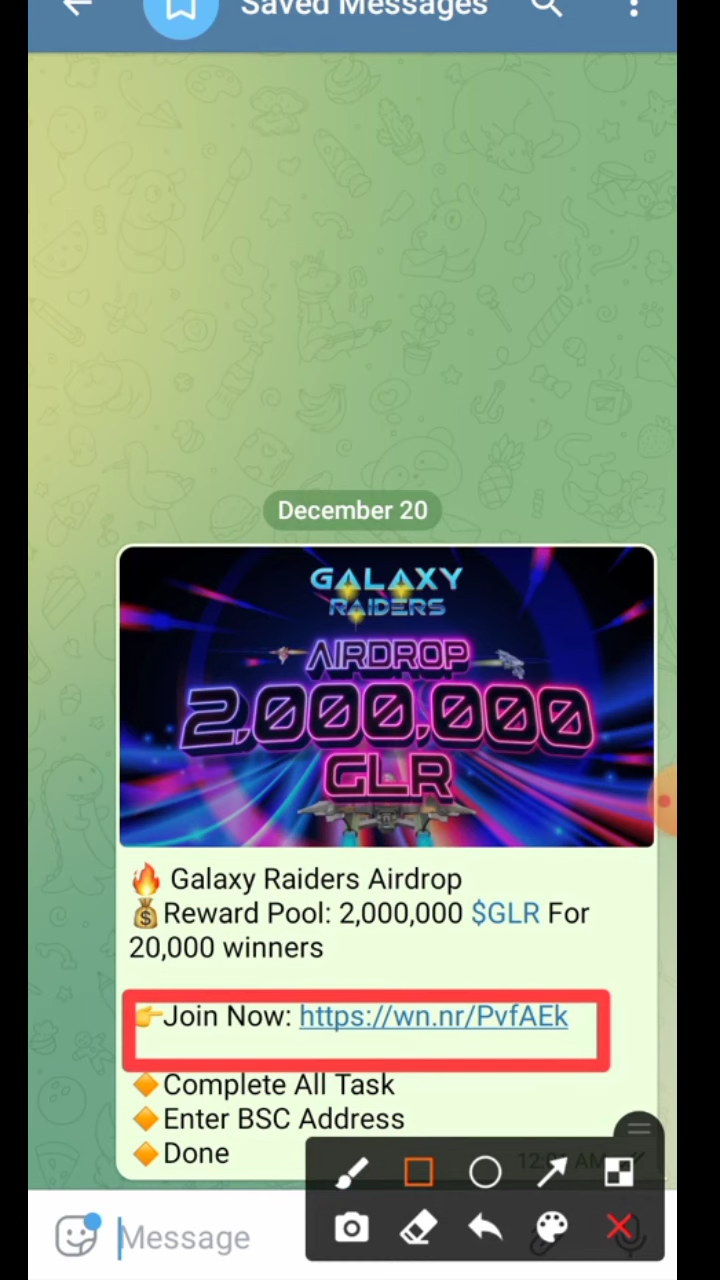 Saved Messages
December 20
GALAXY
RAIDERS
AIRDROP
2,000,000
GLR
🔥 Galaxy Raiders Airdrop
💰Reward Pool: 2,000,000 $GLR For
20,000 winners
👉Join Now: https://wn.nr/PvfAEk
🔸Complete All Task
🔸Enter BSC Address
🔸Done
Message